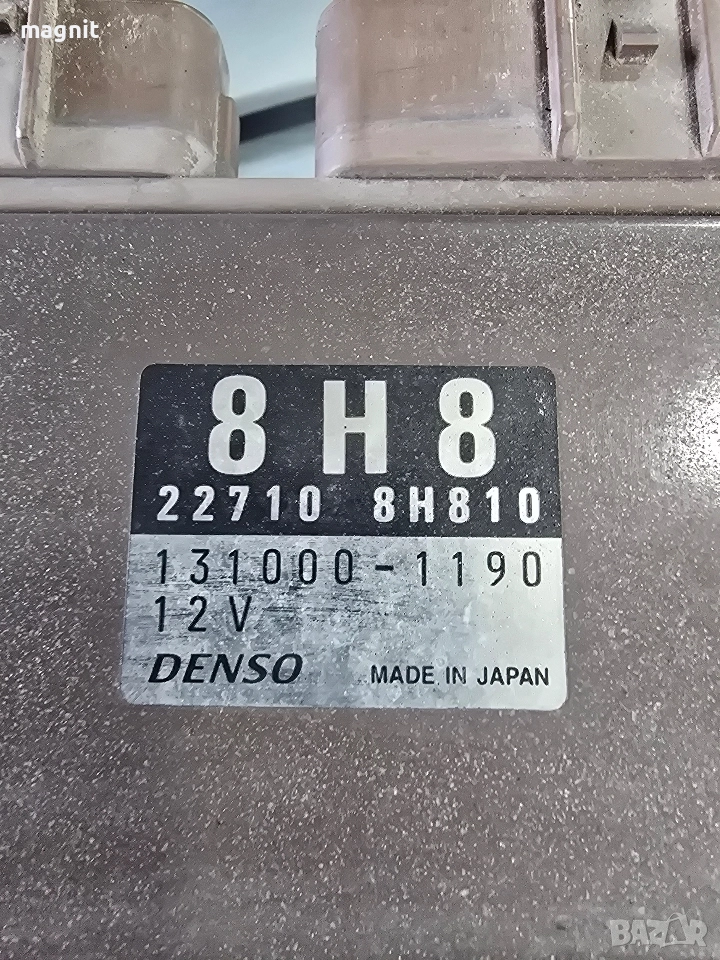 magnit
8H8
22710 8H810
131000-1190
12V
DENSO MADE IN JAPAN
BAZAR